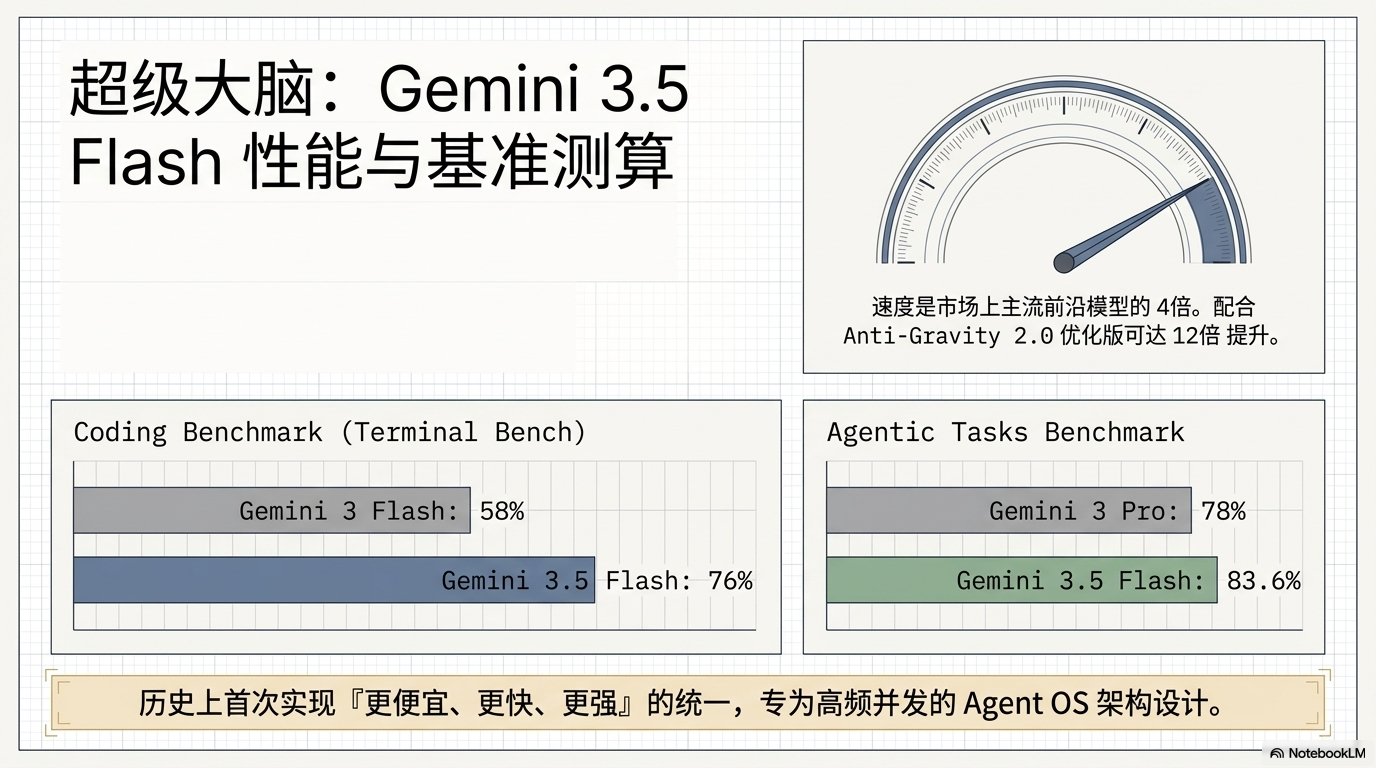 超级大脑：Gemini 3.5
Flash 性能与基准测算
速度是市场上主流前沿模型的 4倍。配合
Anti-Gravity 2.0 优化版可达 12倍 提升。
Coding Benchmark (Terminal Bench)
Gemini 3 Flash: 58%
Gemini 3.5 Flash: 76%
Agentic Tasks Benchmark
Gemini 3 Pro: 78%
Gemini 3.5 Flash: 83.6%
历史上首次实现『更便宜、更快、更强』的统一，专为高频并发的 Agent OS 架构设计。
NotebookLM